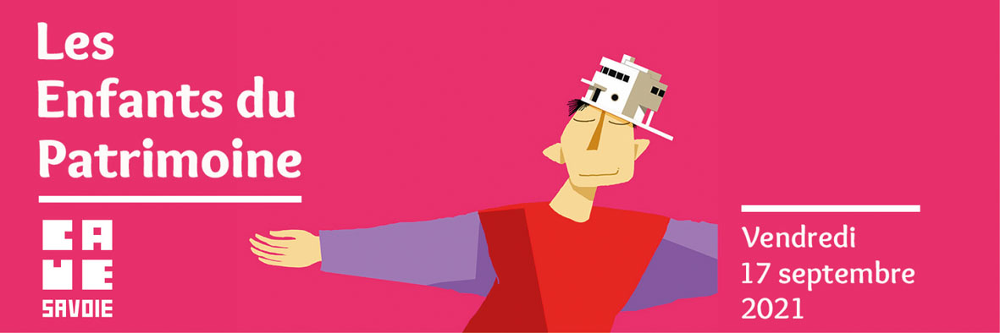 Les
Enfants du
Patrimoine
CA
UE
SAVOIE
Vendredi
17 septembre
2021